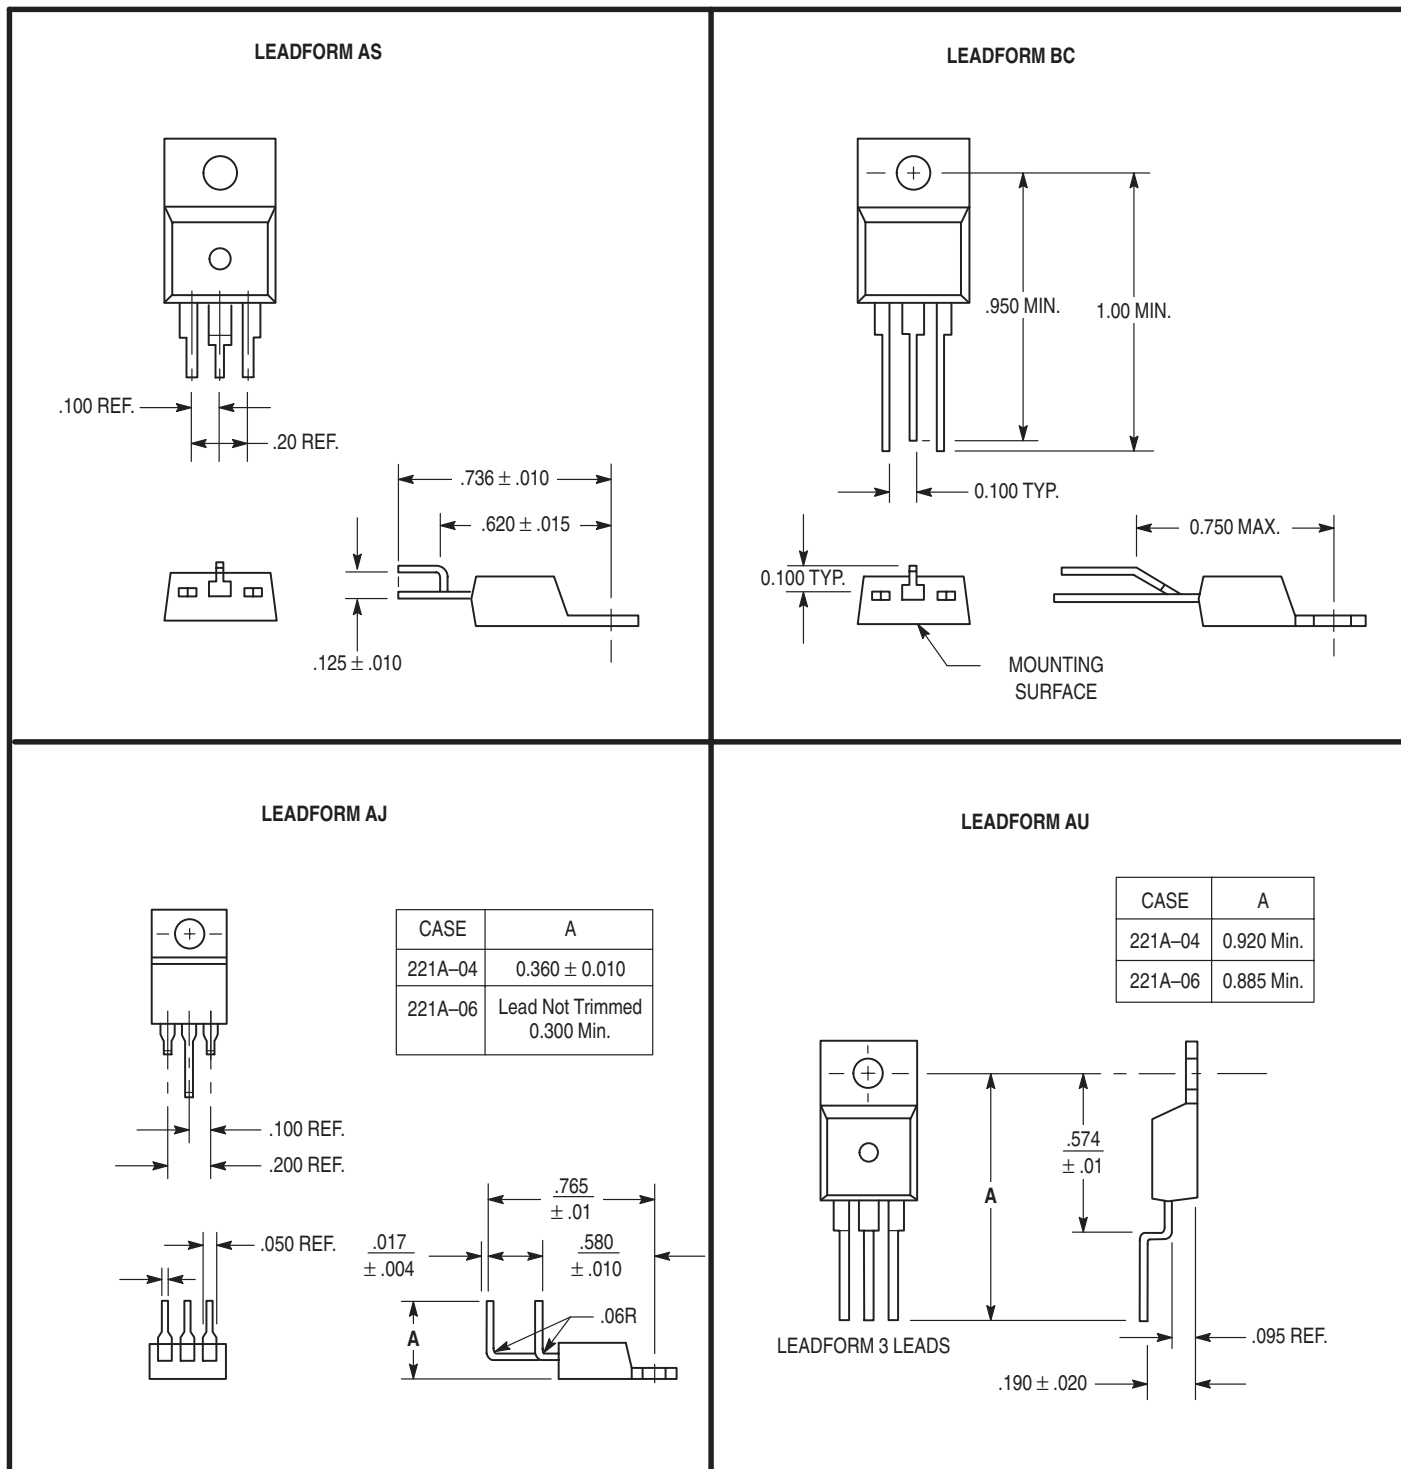 LEADFORM AS
.100 REF.
.20 REF.
.736 ± .010
.620 ± .015
.125 ± .010
LEADFORM BC
.950 MIN.
1.00 MIN.
0.100 TYP.
0.750 MAX.
0.100 TYP.
MOUNTING
SURFACE
LEADFORM AJ
CASE A
221A–04 0.360 ± 0.010
221A–06 Lead Not Trimmed
0.300 Min.
.100 REF.
.200 REF.
.050 REF.
.765
± .01
.017
± .004
.580
± .010
.06R
A
LEADFORM AU
CASE A
221A–04 0.920 Min.
221A–06 0.885 Min.
.574
± .01
A
LEADFORM 3 LEADS
.095 REF.
.190 ± .020